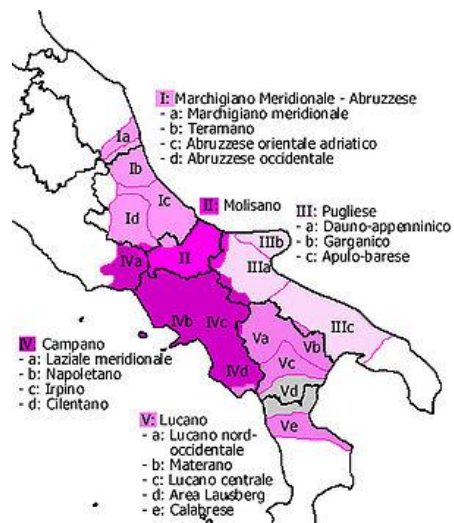 I: Marchigiano Meridionale - Abruzzese
- a: Marchigiano meridionale
- b: Teramano
- c: Abruzzese orientale adriatico
- d: Abruzzese occidentale
Ia
Ib
Ic
Id
II: Molisano
III: Pugliese
- a: Dauno-appenninico
- b: Garganico
- c: Apulo-barese
IIIb
IVa
II
IIIa
IVb
IVc
IIIc
Va
Vb
Vc
IVd
Vd
Ve
IV: Campano
- a: Laziale meridionale
- b: Napoletano
- c: Irpino
- d: Cilentano
V: Lucano
- a: Lucano nord-
occidentale
- b: Materano
- c: Lucano centrale
- d: Area Lausberg
- e: Calabrese